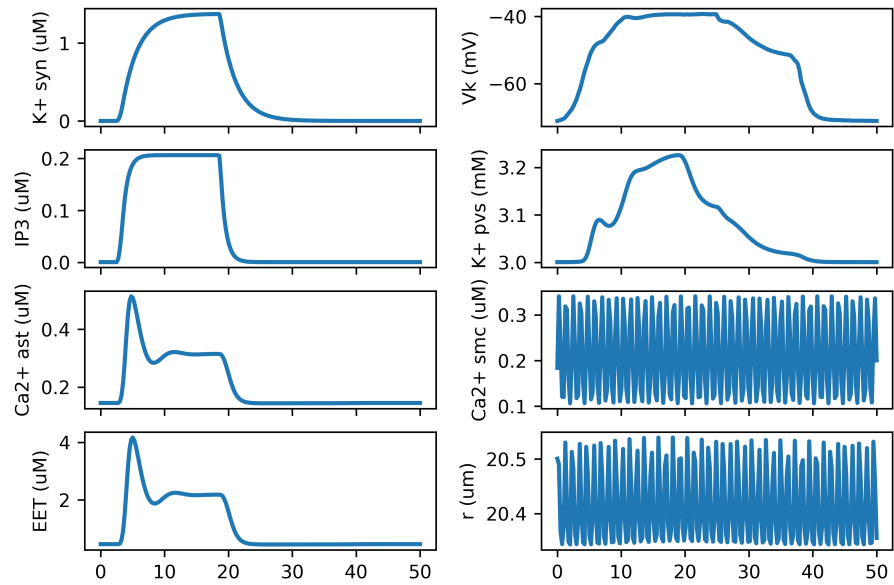 K+ syn (uM)
1
0
Vk (mV)
−40
−60
IP3 (uM)
0.2
0.1
0.0
K+ pvs (mM)
3.2
3.1
3.0
Ca2+ ast (uM)
0.4
0.2
Ca2+ smc (uM)
0.3
0.2
0.1
EET (uM)
4
2
0 10 20 30 40 50
r (um)
20.5
20.4
0 10 20 30 40 50